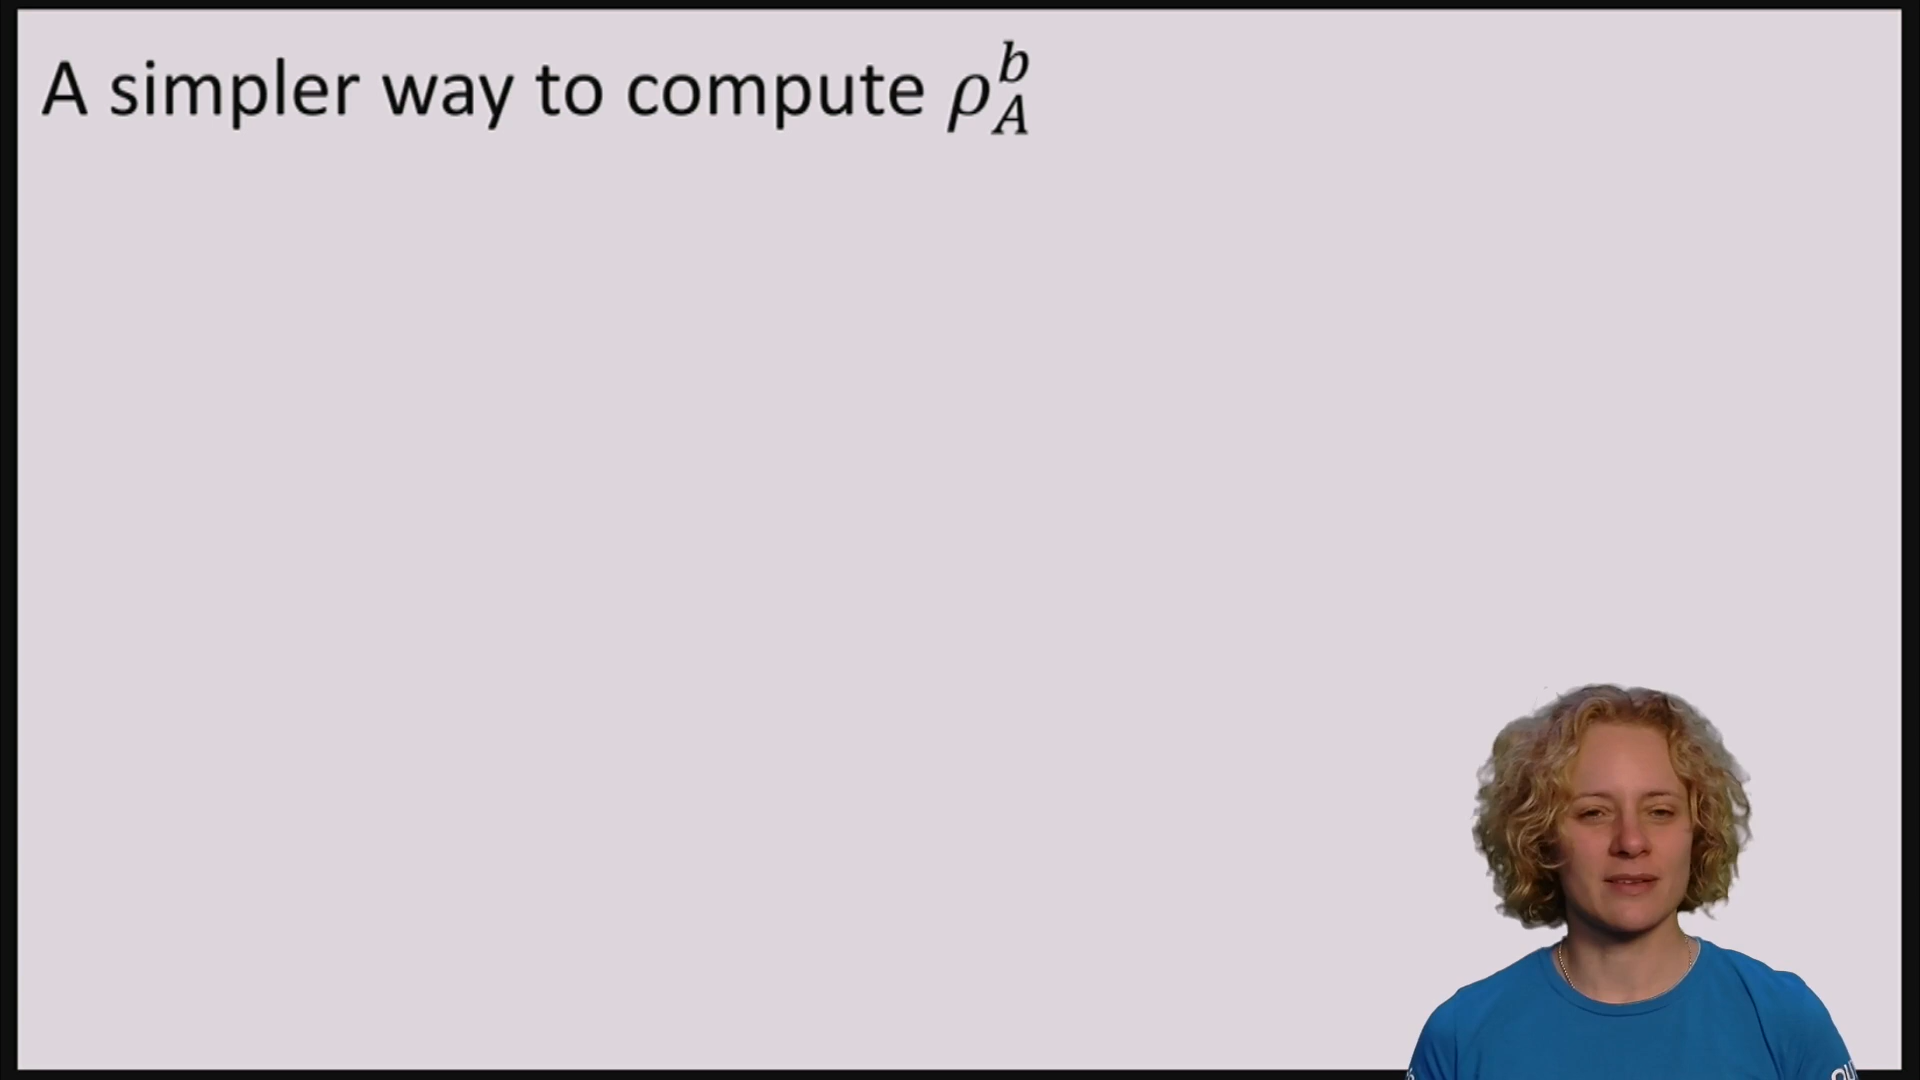 A simpler way to compute ρ_A^b